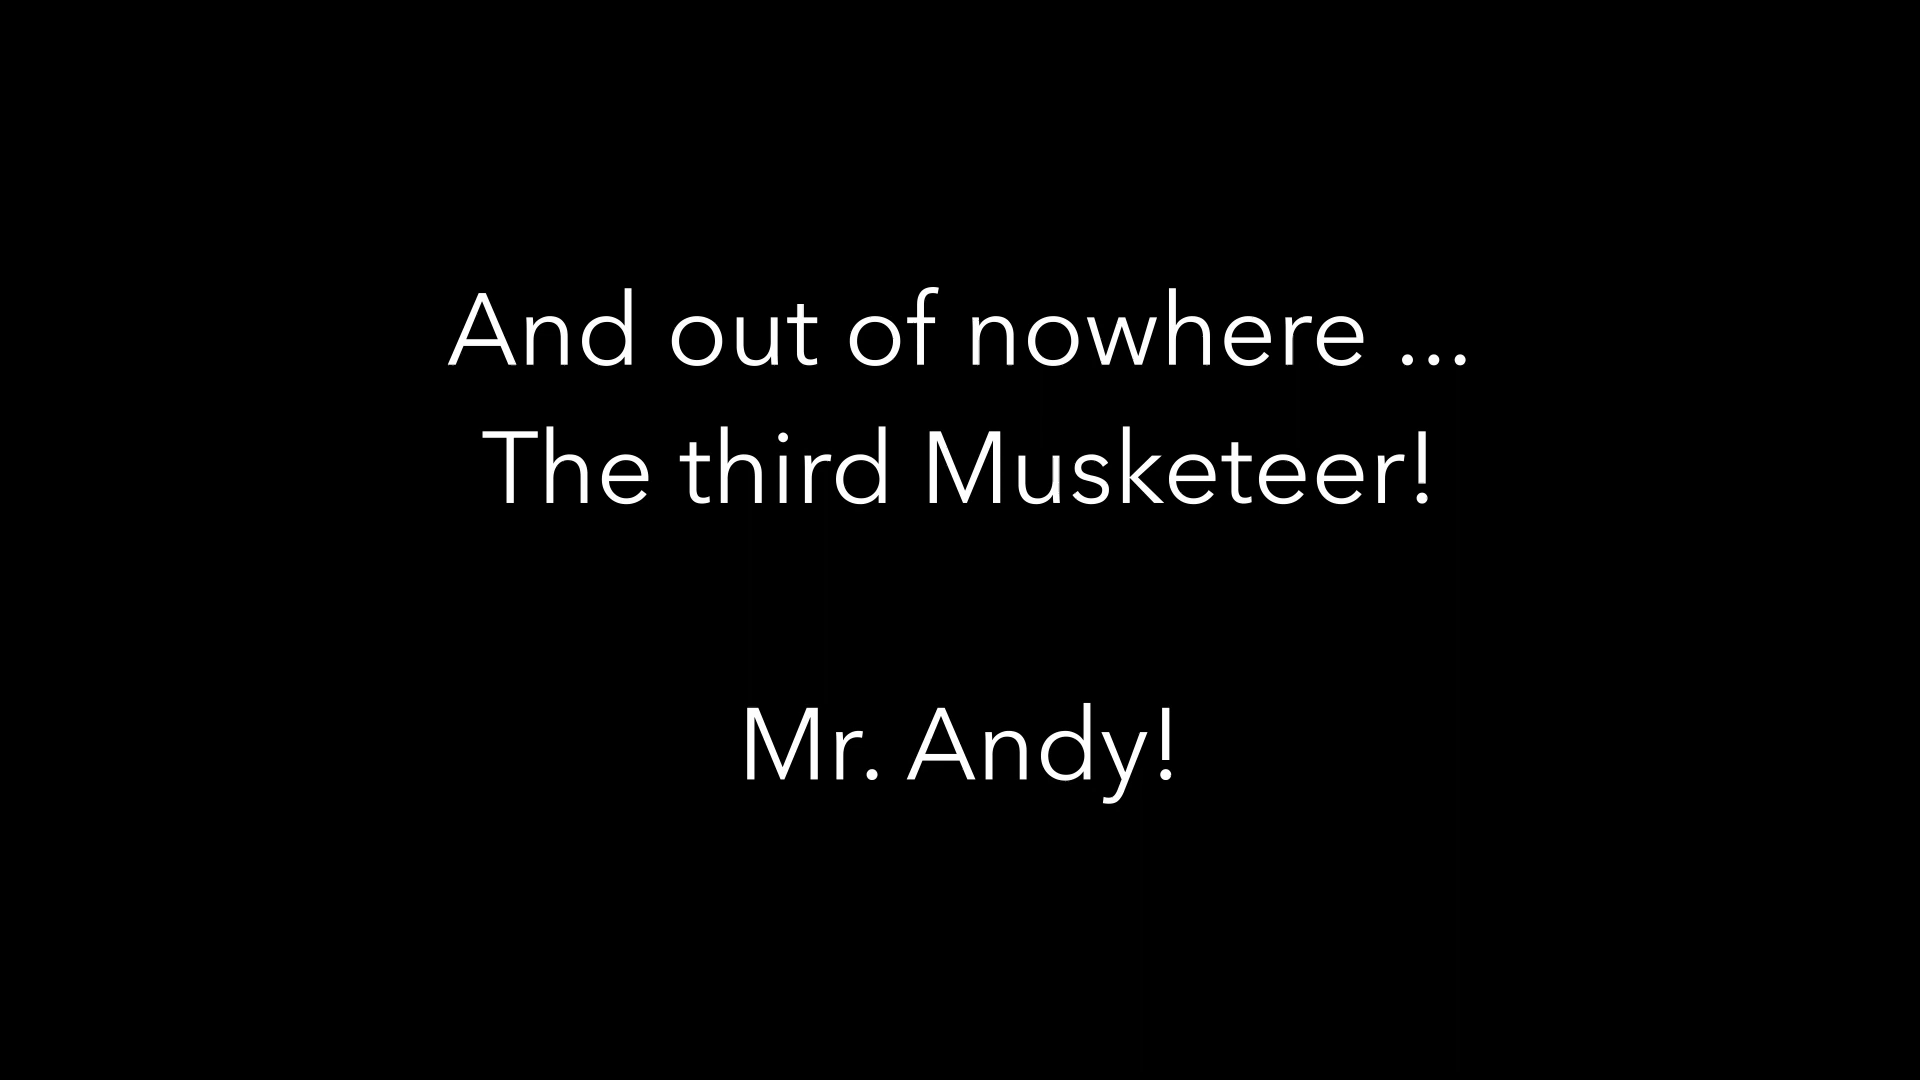 And out of nowhere ...
The third Musketeer!
Mr. Andy!